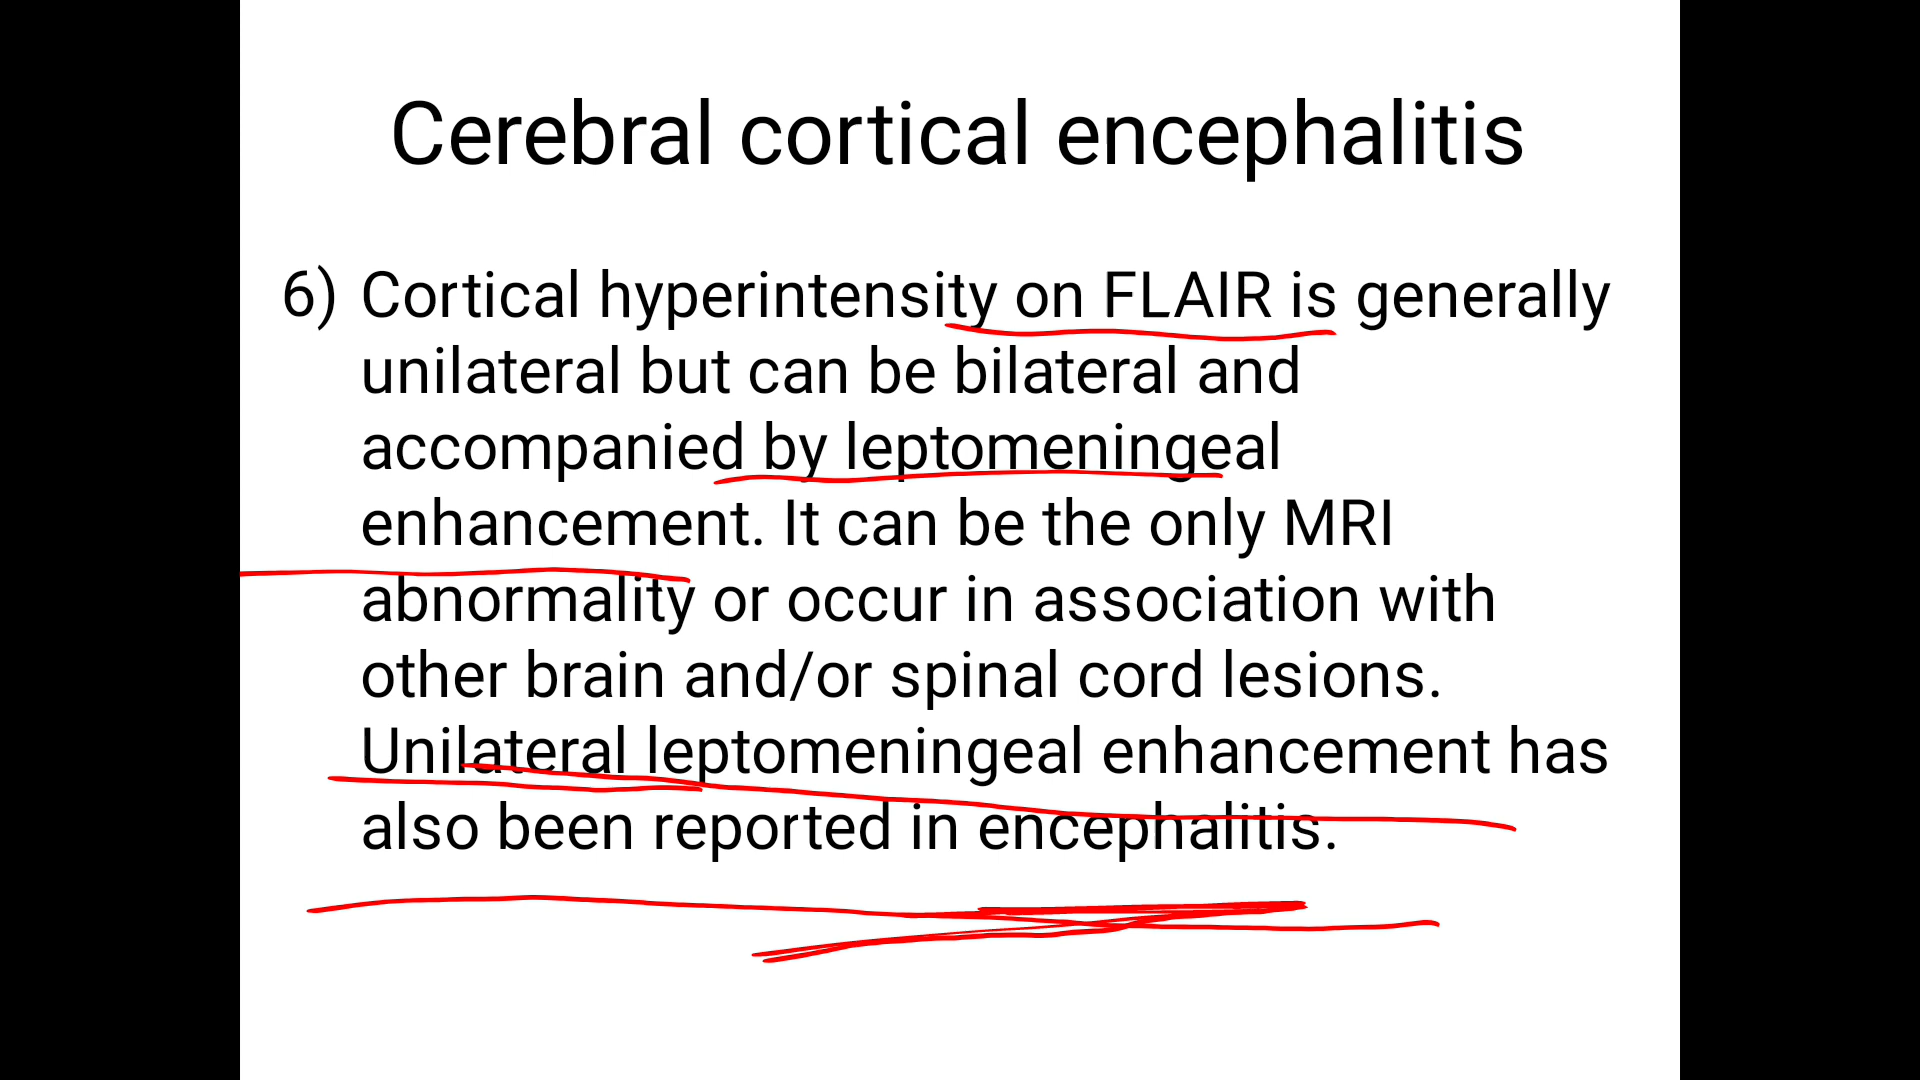 Cerebral cortical encephalitis
6) Cortical hyperintensity on FLAIR is generally
unilateral but can be bilateral and
accompanied by leptomeningeal
enhancement. It can be the only MRI
abnormality or occur in association with
other brain and/or spinal cord lesions.
Unilateral leptomeningeal enhancement has
also been reported in encephalitis.